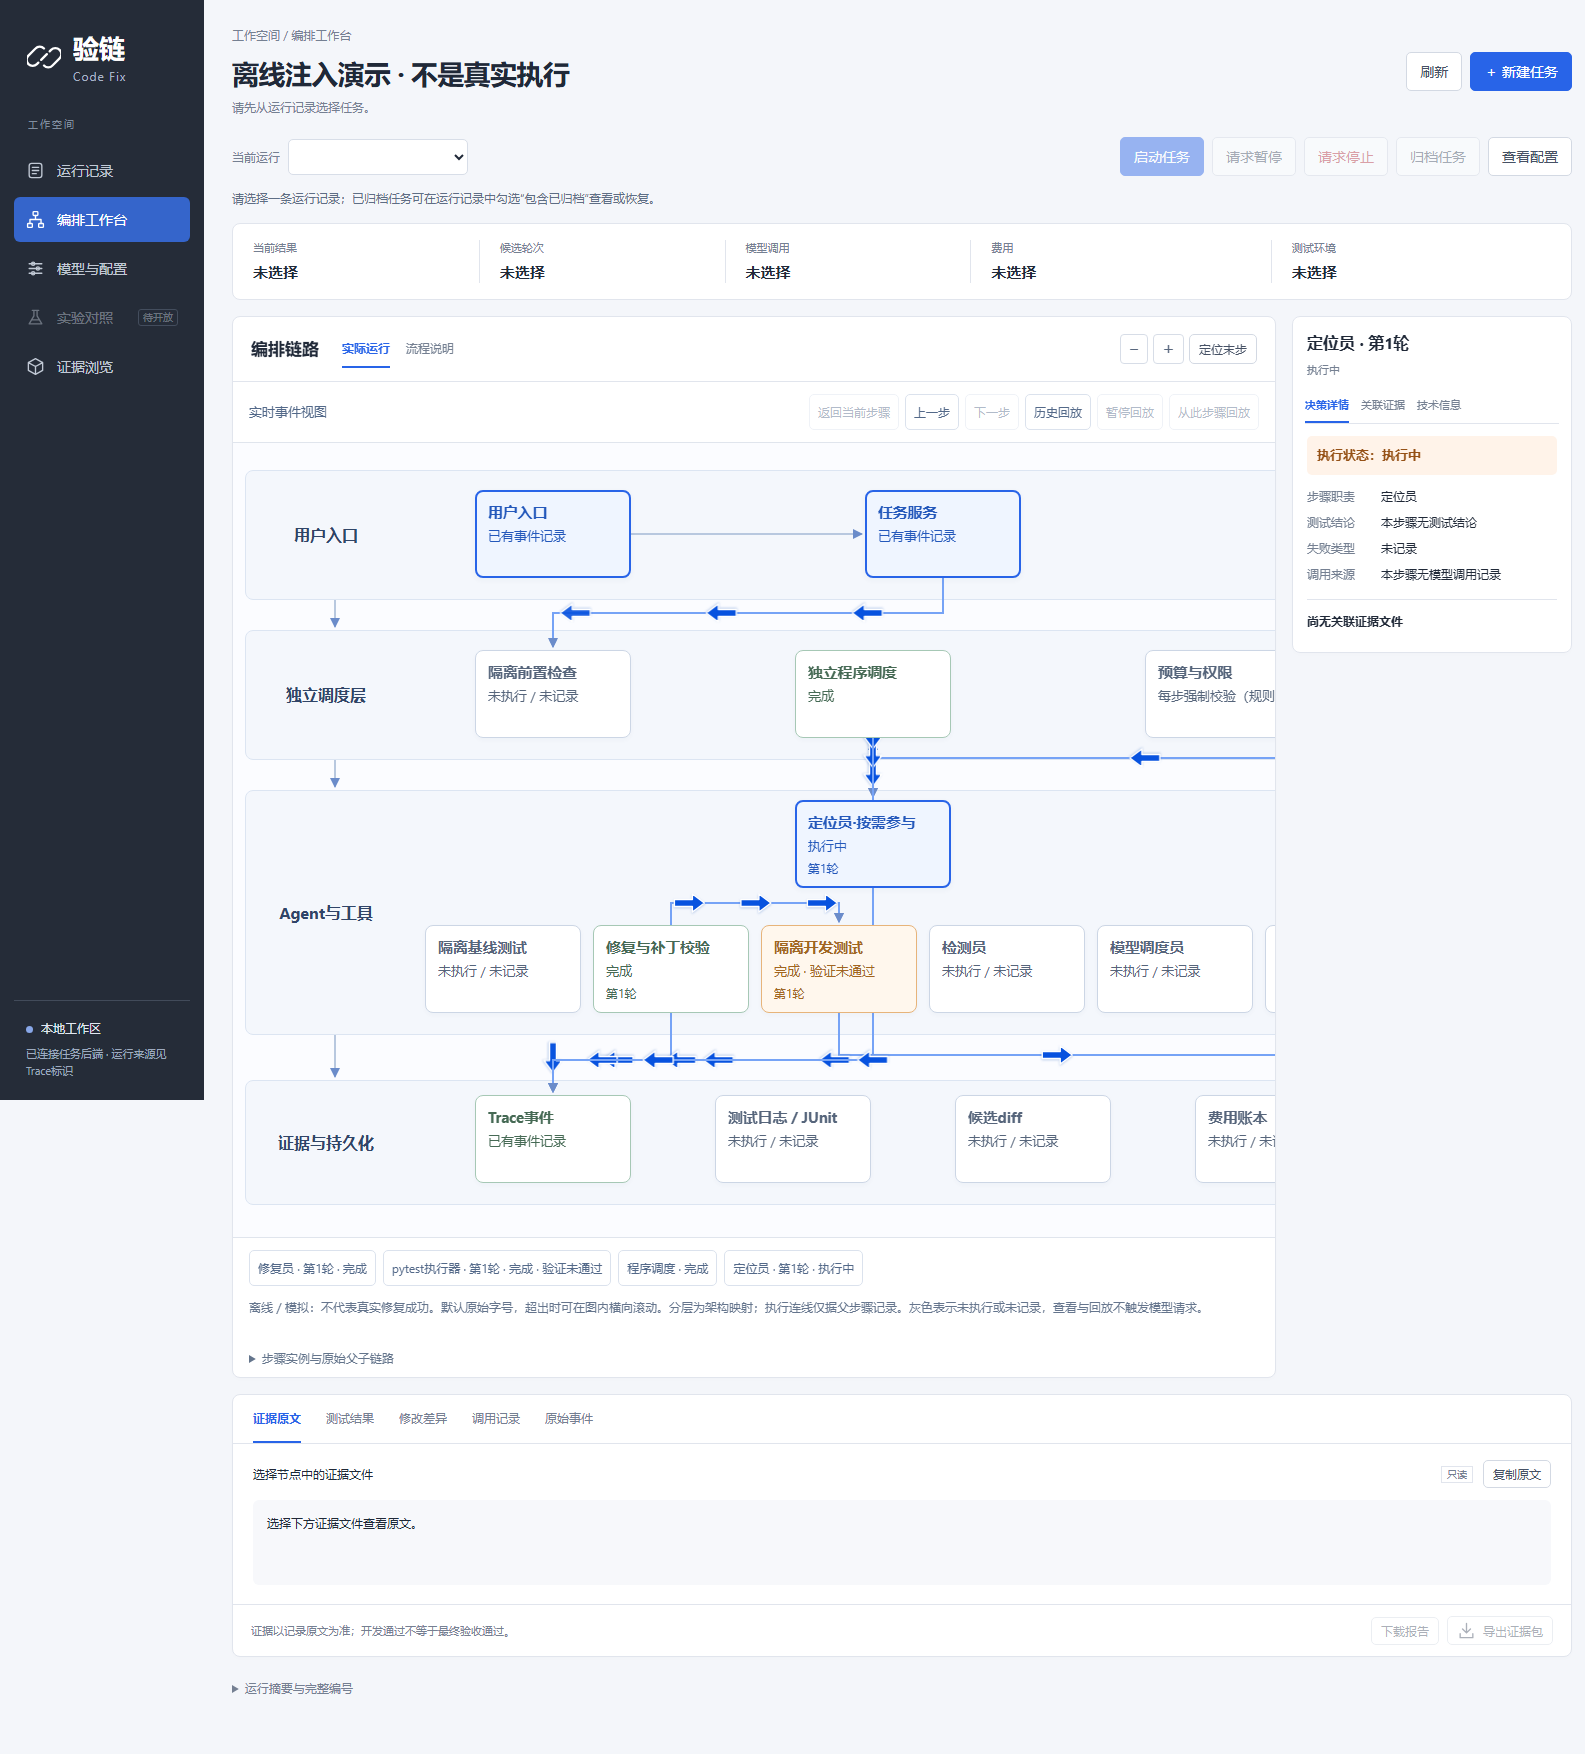 验链
Code Fix
工作空间
运行记录
编排工作台
模型与配置
实验对照 待开放
证据浏览
本地工作区
已连接任务后端 · 运行来源见
Trace标识
工作空间 / 编排工作台
离线注入演示 · 不是真实执行
请先从运行记录选择任务。
刷新
+ 新建任务
当前运行
启动任务 请求暂停 请求停止 归档任务 查看配置
请选择一条运行记录；已归档任务可在运行记录中勾选“包含已归档”查看或恢复。
当前结果 候选轮次 模型调用 费用 测试环境
未选择 未选择 未选择 未选择 未选择
编排链路 实际运行 流程说明
− + 定位末步
实时事件视图
返回当前步骤 上一步 下一步 历史回放 暂停回放 从此步骤回放
用户入口
用户入口
已有事件记录
任务服务
已有事件记录
独立调度层
隔离前置检查
未执行 / 未记录
独立程序调度
完成
预算与权限
每步强制校验（规则
Agent与工具
定位员·按需参与
执行中
第1轮
隔离基线测试
未执行 / 未记录
修复与补丁校验
完成
第1轮
隔离开发测试
完成 · 验证未通过
第1轮
检测员
未执行 / 未记录
模型调度员
未执行 / 未记录
证据与持久化
Trace事件
已有事件记录
测试日志 / JUnit
未执行 / 未记录
候选diff
未执行 / 未记录
费用账本
未执行 / 未
修复员 · 第1轮 · 完成
pytest执行器 · 第1轮 · 完成 · 验证未通过
程序调度 · 完成
定位员 · 第1轮 · 执行中
离线 / 模拟：不代表真实修复成功。默认原始字号，超出时可在图内横向滚动。分层为架构映射；执行连线仅据父步骤记录。灰色表示未执行或未记录，查看与回放不触发模型请求。
步骤实例与原始父子链路
定位员 · 第1轮
执行中
决策详情 关联证据 技术信息
执行状态：执行中
步骤职责 定位员
测试结论 本步骤无测试结论
失败类型 未记录
调用来源 本步骤无模型调用记录
尚无关联证据文件
证据原文 测试结果 修改差异 调用记录 原始事件
选择节点中的证据文件
只读 复制原文
选择下方证据文件查看原文。
证据以记录原文为准；开发通过不等于最终验收通过。
下载报告 导出证据包
运行摘要与完整编号